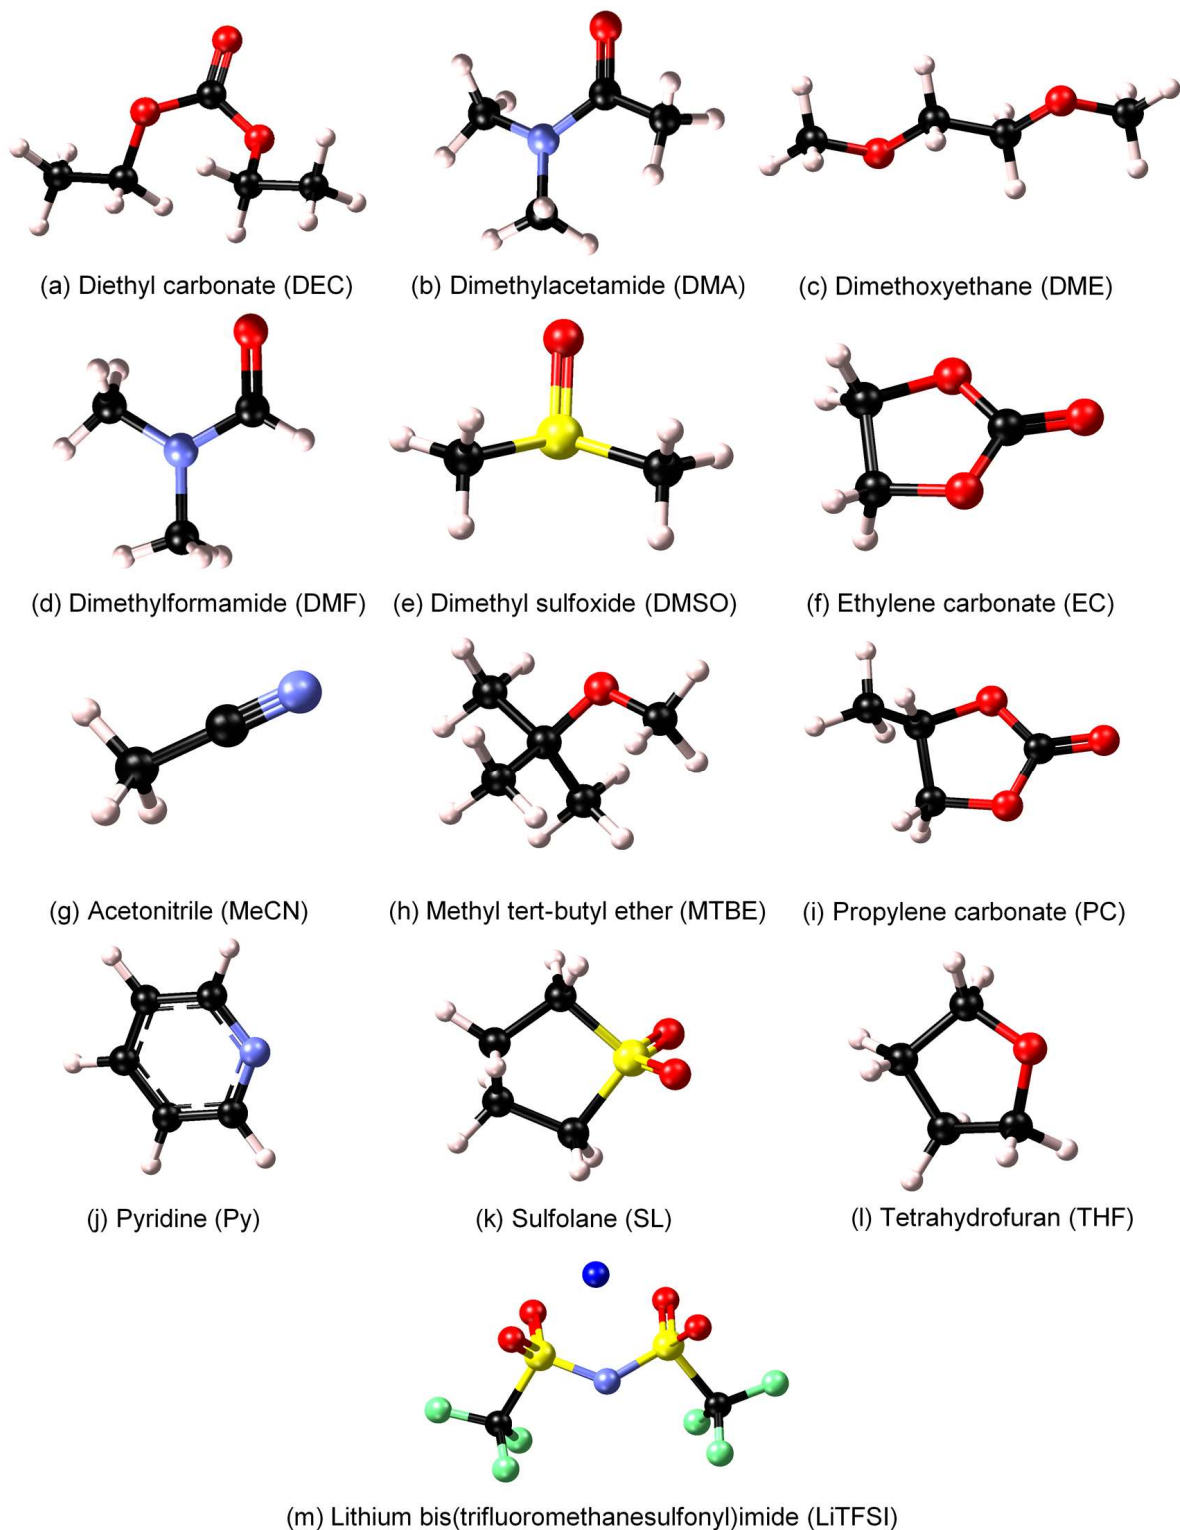 (a) Diethyl carbonate (DEC)
(b) Dimethylacetamide (DMA)
(c) Dimethoxyethane (DME)
(d) Dimethylformamide (DMF)
(e) Dimethyl sulfoxide (DMSO)
(f) Ethylene carbonate (EC)
(g) Acetonitrile (MeCN)
(h) Methyl tert-butyl ether (MTBE)
(i) Propylene carbonate (PC)
(j) Pyridine (Py)
(k) Sulfolane (SL)
(l) Tetrahydrofuran (THF)
(m) Lithium bis(trifluoromethanesulfonyl)imide (LiTFSI)